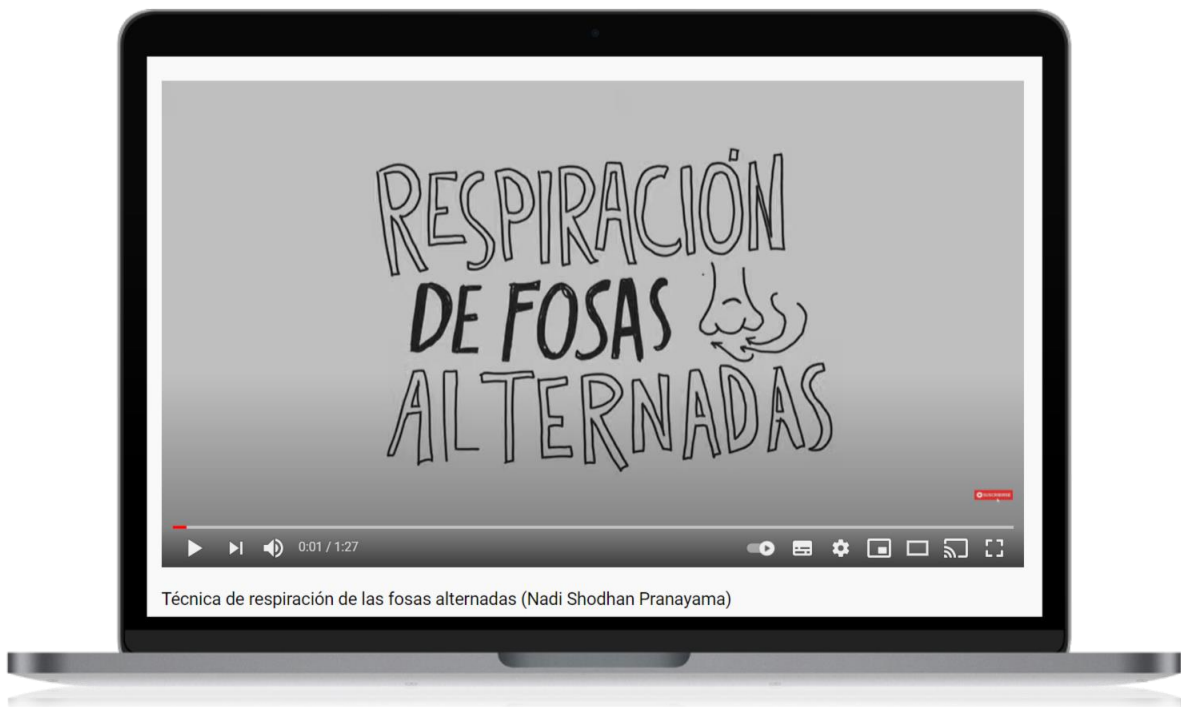 RESPIRACIÓN
DE FOSAS
ALTERNADAS
0:01 / 1:27
Técnica de respiración de las fosas alternadas (Nadi Shodhan Pranayama)